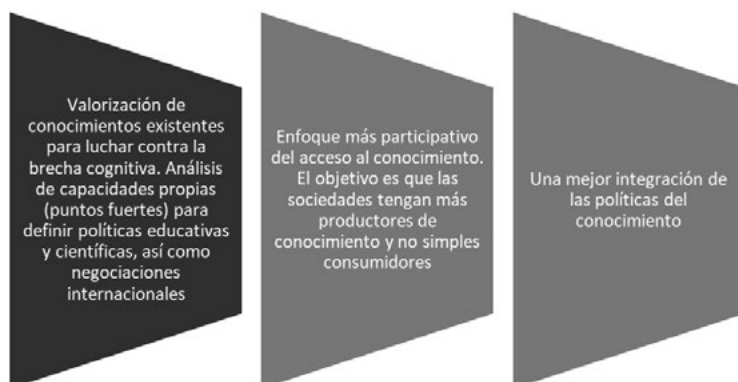 Valorización de
conocimientos existentes
para luchar contra la
brecha cognitiva. Análisis
de capacidades propias
(puntos fuertes) para
definir políticas educativas
y científicas, así como
negociaciones
internacionales
Enfoque más participativo
del acceso al conocimiento.
El objetivo es que las
sociedades tengan más
productores de
conocimiento y no simples
consumidores
Una mejor integración de
las políticas del
conocimiento